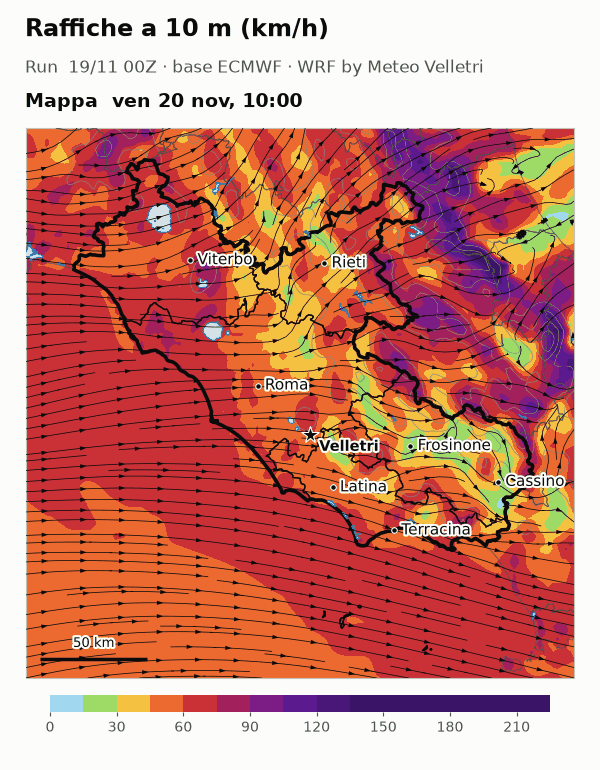 Raffiche a 10 m (km/h)
Run  19/11 00Z · base ECMWF · WRF by Meteo Velletri
Mappa  ven 20 nov, 10:00
Viterbo
Rieti
Roma
Velletri
Frosinone
Latina
Cassino
Terracina
50 km
0 30 60 90 120 150 180 210